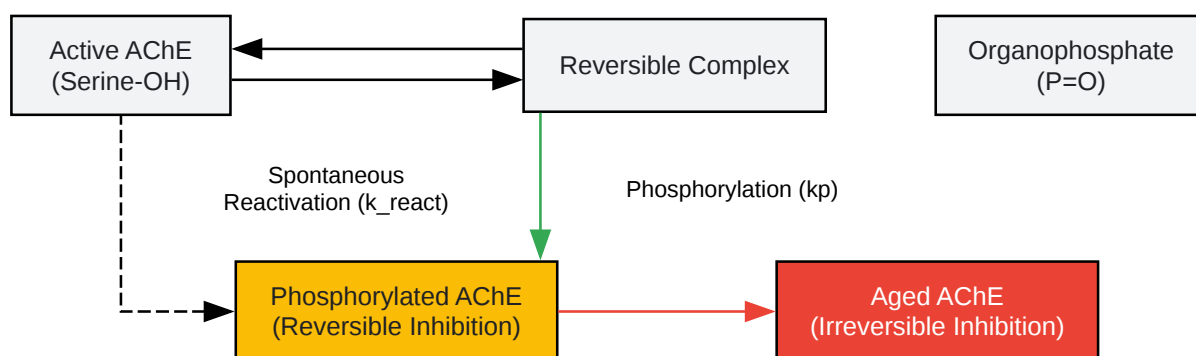 Active AChE
(Serine-OH)
Reversible Complex
Organophosphate
(P=O)
Spontaneous
Reactivation (k_react)
Phosphorylation (kp)
Phosphorylated AChE
(Reversible Inhibition)
Aged AChE
(Irreversible Inhibition)